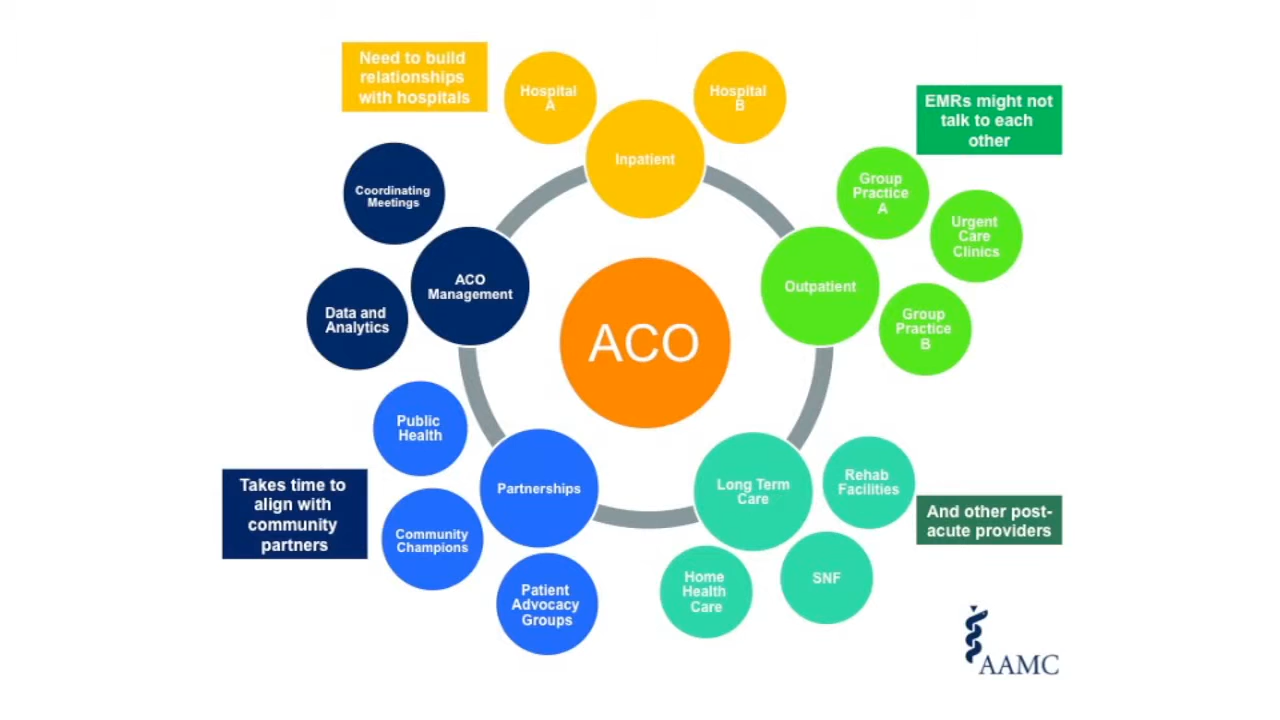 Need to build
relationships
with hospitals
Hospital
A
Hospital
B
Inpatient
EMRs might not
talk to each
other
Group
Practice
A
Urgent
Care
Clinics
Outpatient
Group
Practice
B
Coordinating
Meetings
ACO
Management
Data and
Analytics
ACO
Public
Health
Partnerships
Takes time to
align with
community
partners
Community
Champions
Patient
Advocacy
Groups
Long Term
Care
Rehab
Facilities
And other post-
acute providers
SNF
Home
Health
Care
AAMC